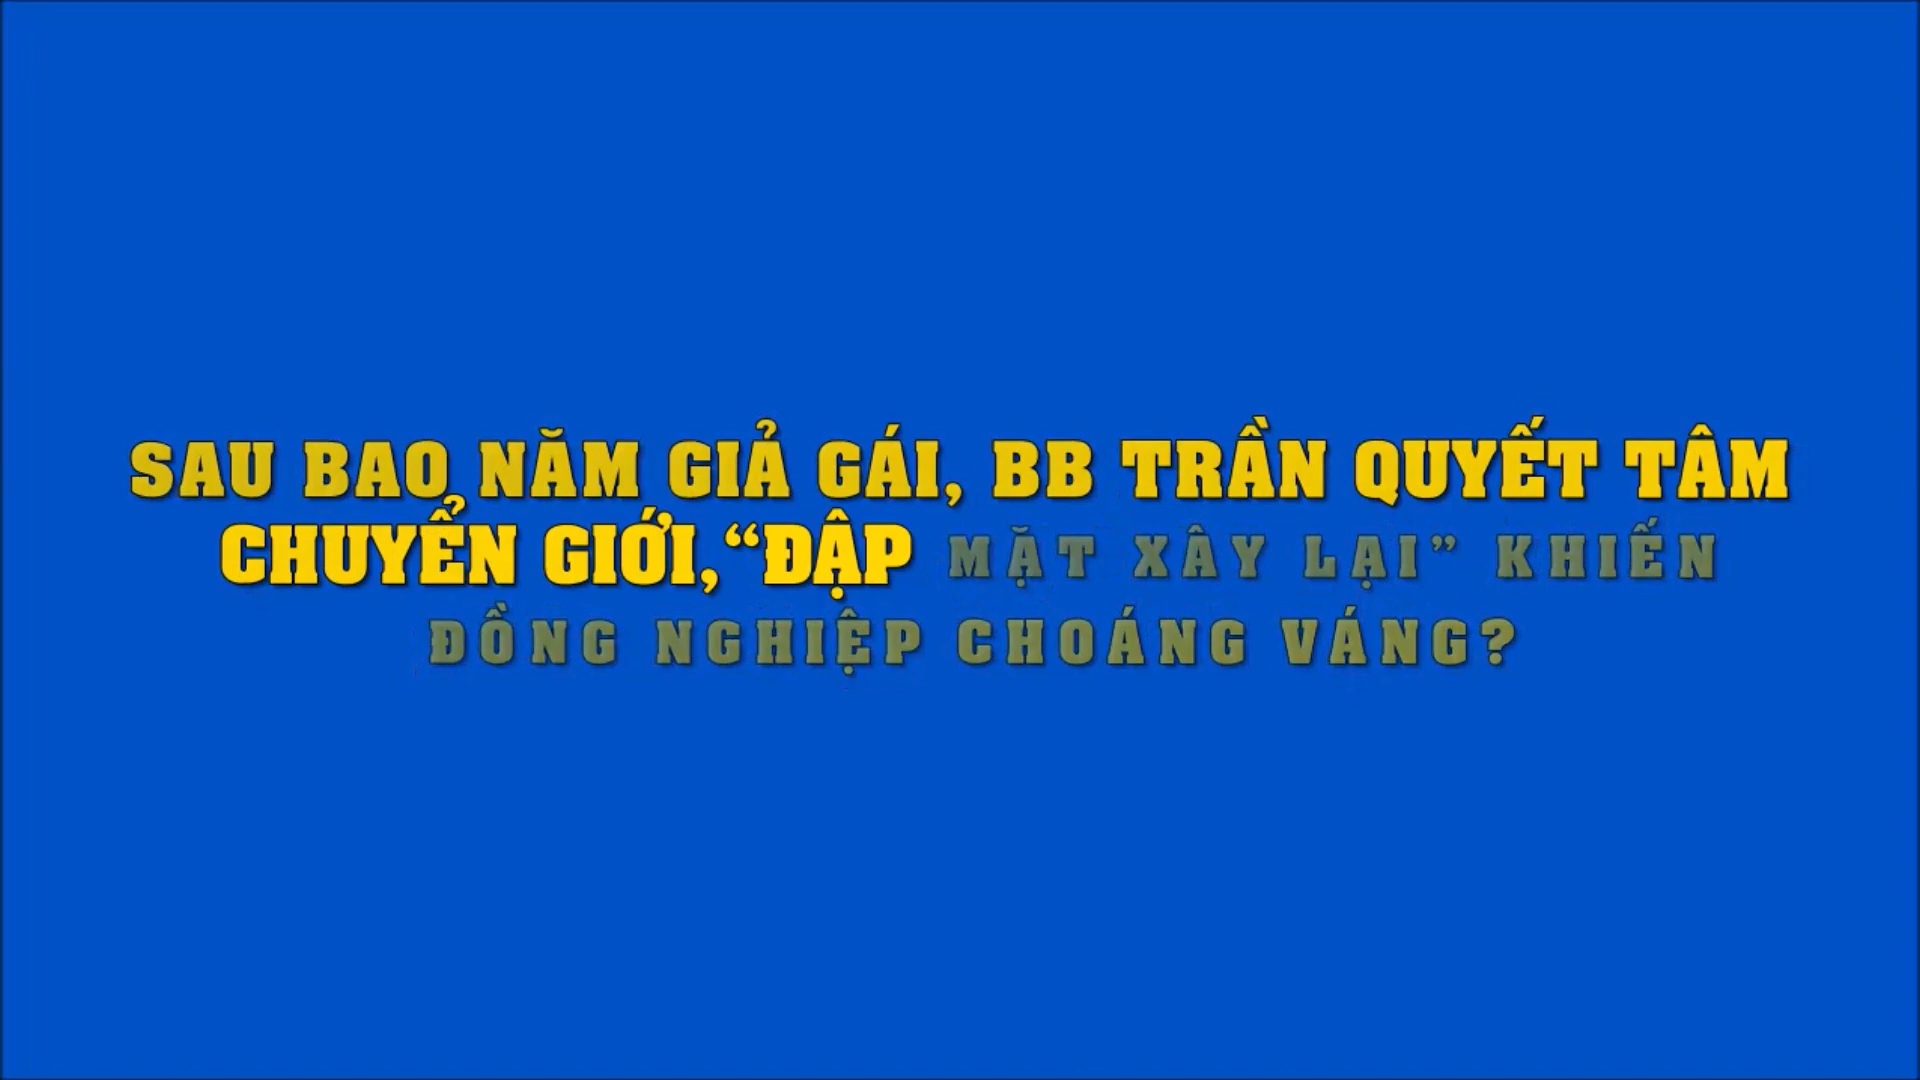 SAU BAO NĂM GIẢ GÁI, BB TRẦN QUYẾT TÂM
CHUYỂN GIỚI,“ĐẬP MẶT XÂY LẠI” KHIẾN
ĐỒNG NGHIỆP CHOÁNG VÁNG?